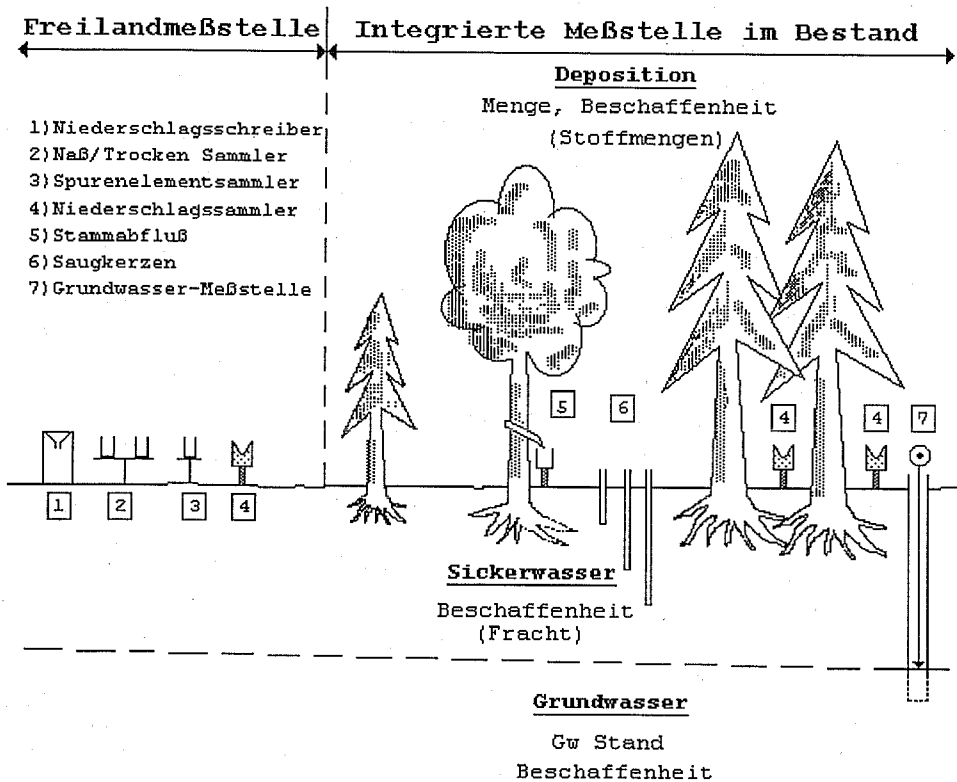 Freilandmeßstelle
Integrierte Meßstelle im Bestand
Deposition
Menge, Beschaffenheit
(Stoffmengen)
1)Niederschlagsschreiber
2)Naß/Trocken Sammler
3)Spurenelementsammler
4)Niederschlagssammler
5)Stammabfluß
6)Saugkerzen
7)Grundwasser-Meßstelle
5 6 4 4 7
1 2 3 4
Sickerwasser
Beschaffenheit
(Fracht)
Grundwasser
Gw Stand
Beschaffenheit